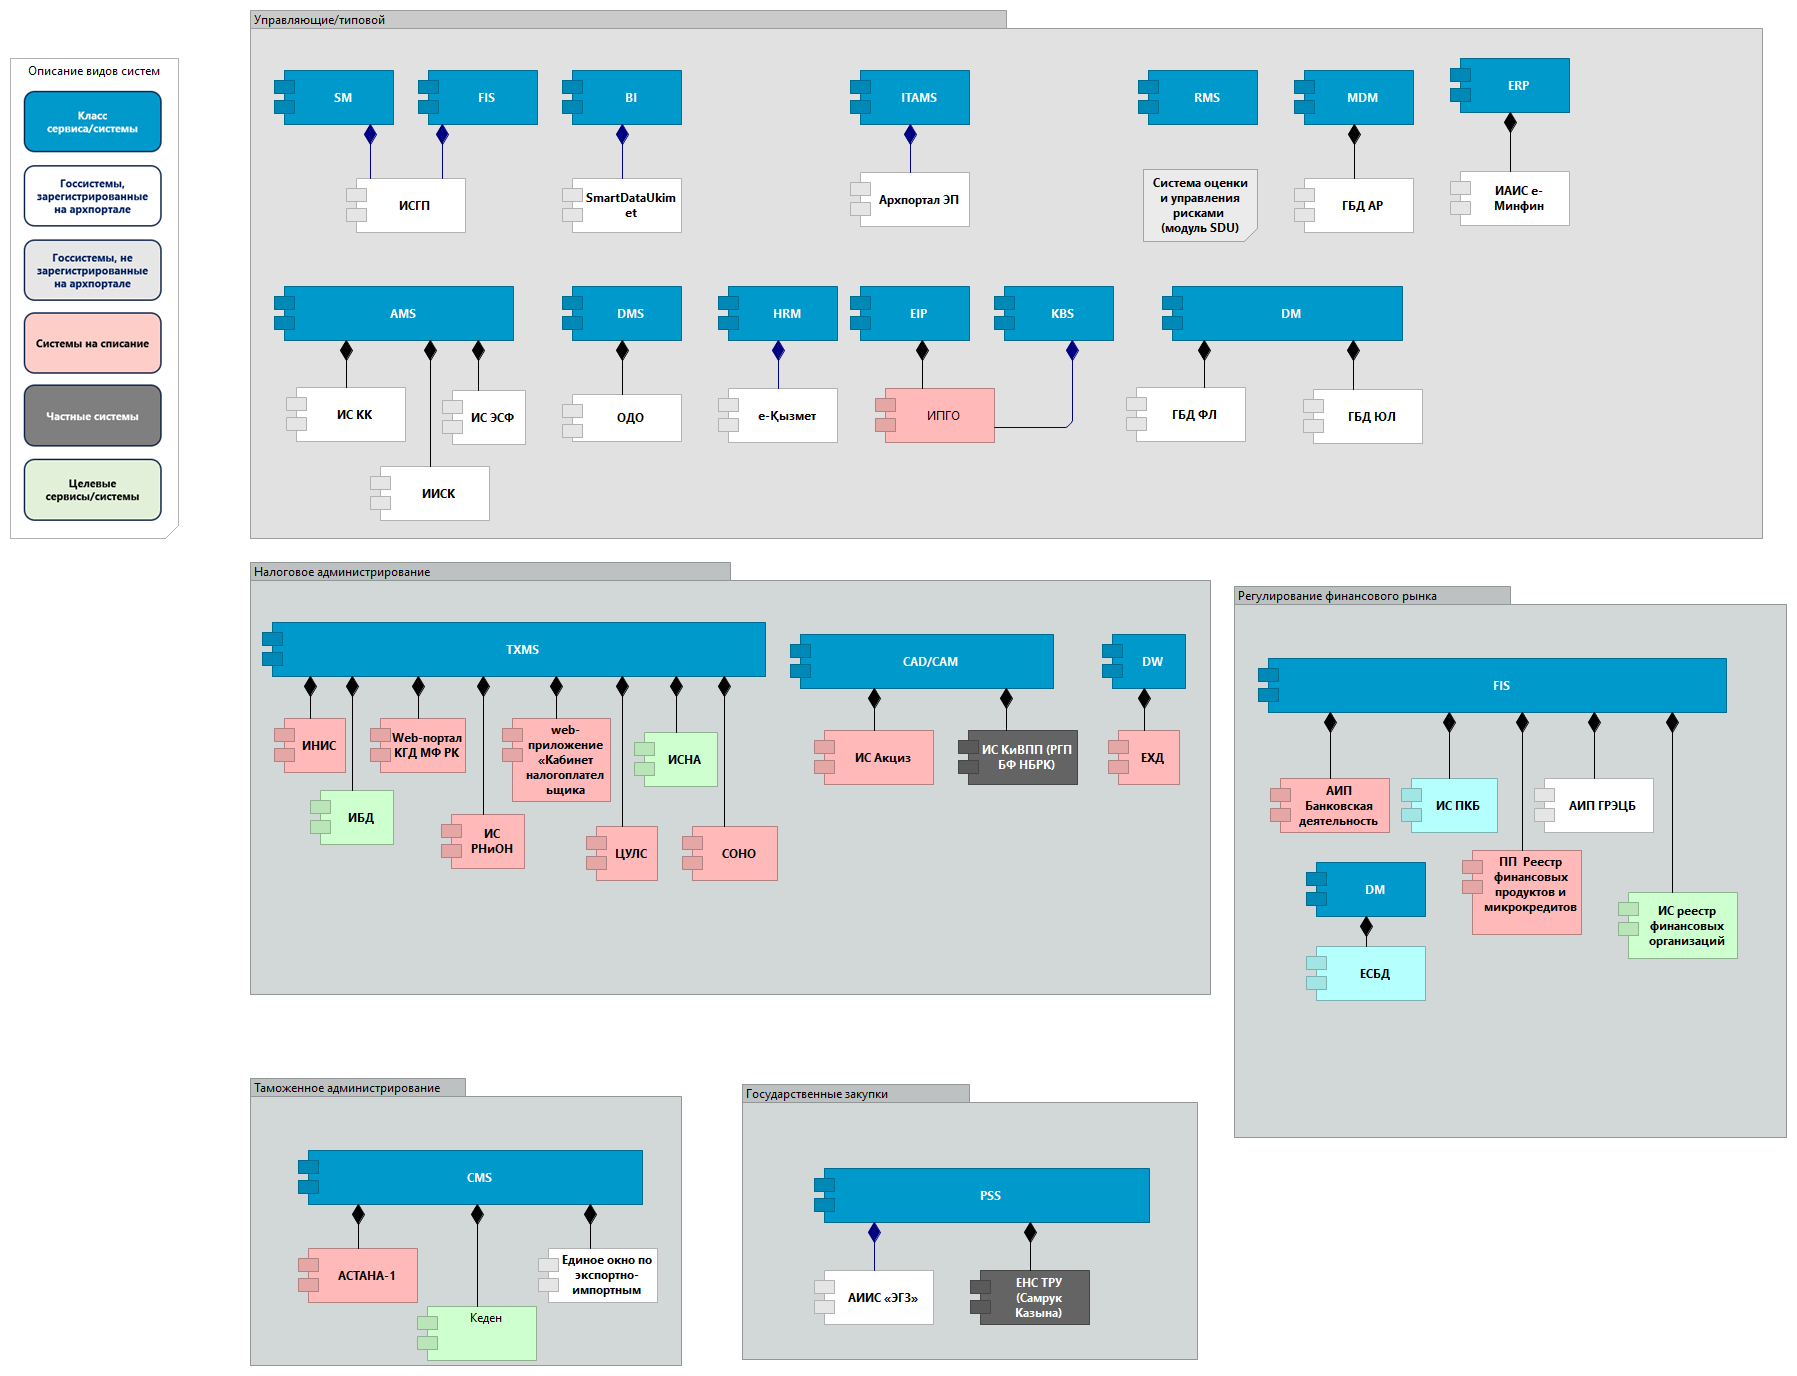 Описание видов систем
Класс
сервиса/системы
Госсистемы,
зарегистрированные
на архпортале
Госсистемы, не
зарегистрированные
на архпортале
Системы на списание
Частные системы
Целевые
сервисы/системы
Управляющие/типовой
SM
FIS
BI
ITAMS
RMS
MDM
ERP
ИСГП
SmartDataUkim
et
Архпортал ЭП
Система оценки
и управления
рисками
(модуль SDU)
ГБД АР
ИАИС е-
Минфин
AMS
DMS
HRM
EIP
KBS
DM
ИС КК
ИС ЭСФ
ОДО
е-Қызмет
ИПГО
ГБД ФЛ
ГБД ЮЛ
ИИСК
Налоговое администрирование
TXMS
CAD/CAM
DW
ИНИС
Web-портал
КГД МФ РК
web-
приложение
«Кабинет
налогоплател
ьщика
ИСНА
ИС Акциз
ИС КиВПП (РГП
БФ НБРК)
ЕХД
ИБД
ИС
РНиОН
ЦУЛС
СОНО
Регулирование финансового рынка
FIS
АИП
Банковская
деятельность
ИС ПКБ
АИП ГРЭЦБ
DM
ПП  Реестр
финансовых
продуктов и
микрокредитов
ИС реестр
финансовых
организаций
ЕСБД
Таможенное администрирование
CMS
АСТАНА-1
Единое окно по
экспортно-
импортным
Кеден
Государственные закупки
PSS
АИИС «ЭГЗ»
ЕНС ТРУ
(Самрук
Казына)